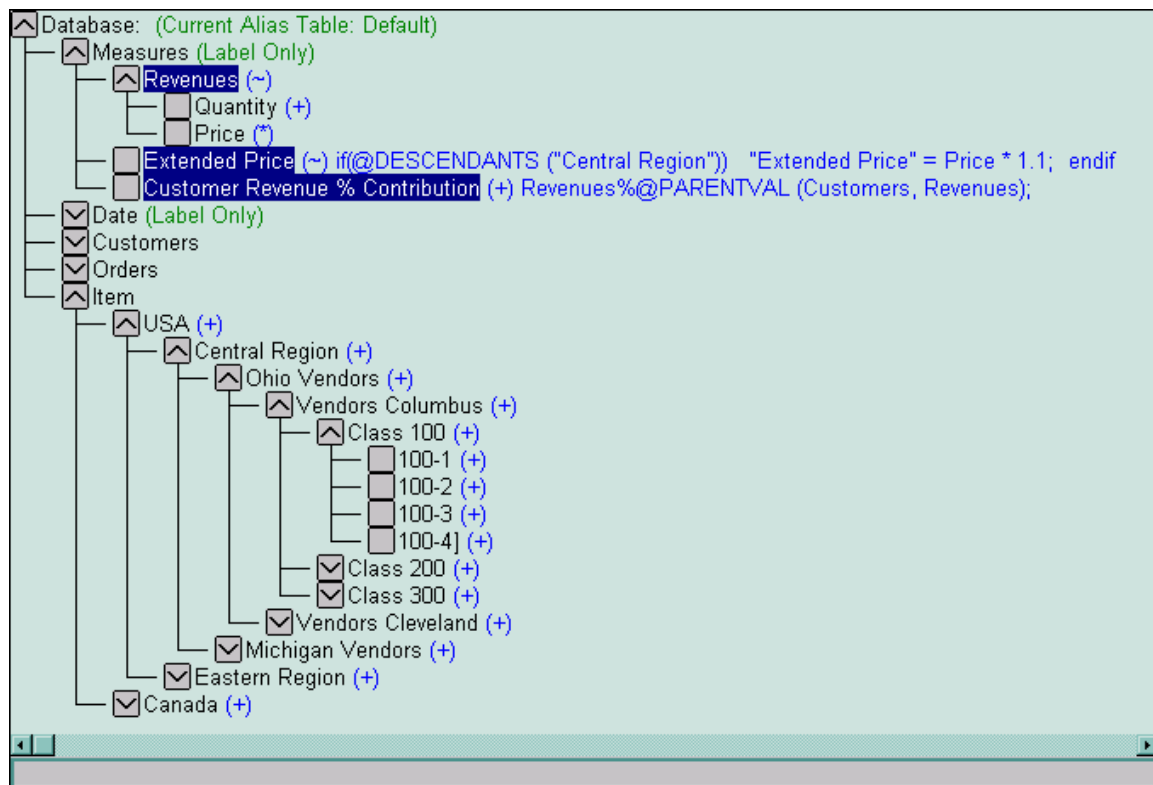 Database: (Current Alias Table: Default)
Measures (Label Only)
Revenues (~)
Quantity (+)
Price (*)
Extended Price (~) if(@DESCENDANTS ("Central Region")) "Extended Price" = Price * 1.1; endif
Customer Revenue % Contribution (+) Revenues%@PARENTVAL (Customers, Revenues);
Date (Label Only)
Customers
Orders
Item
USA (+)
Central Region (+)
Ohio Vendors (+)
Vendors Columbus (+)
Class 100 (+)
100-1 (+)
100-2 (+)
100-3 (+)
100-4] (+)
Class 200 (+)
Class 300 (+)
Vendors Cleveland (+)
Michigan Vendors (+)
Eastern Region (+)
Canada (+)